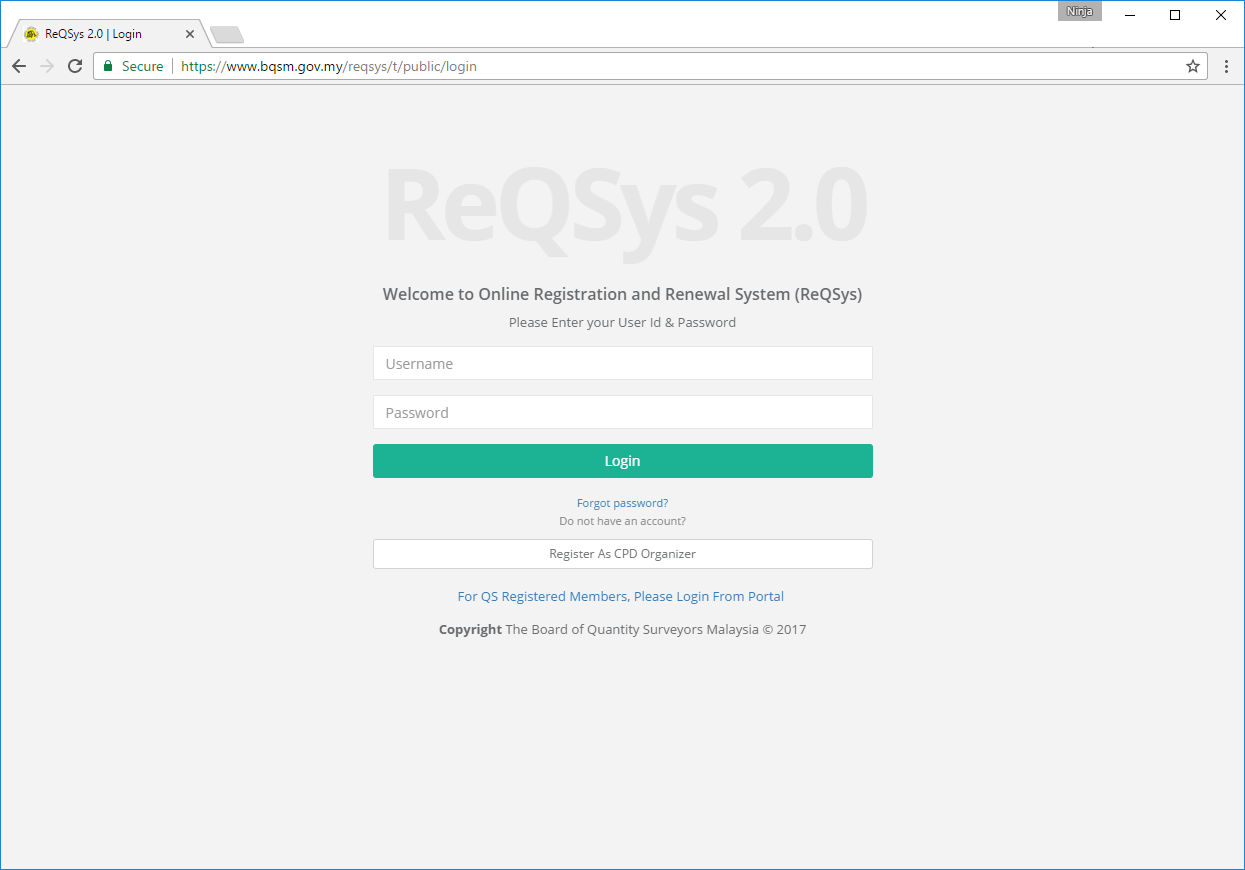 Ninja
ReQSys 2.0 | Login
Secure https://www.bqsm.gov.my/reqsys/t/public/login
ReQSys 2.0
Welcome to Online Registration and Renewal System (ReQSys)
Please Enter your User Id & Password
Username
Password
Login
Forgot password?
Do not have an account?
Register As CPD Organizer
For QS Registered Members, Please Login From Portal
Copyright The Board of Quantity Surveyors Malaysia © 2017